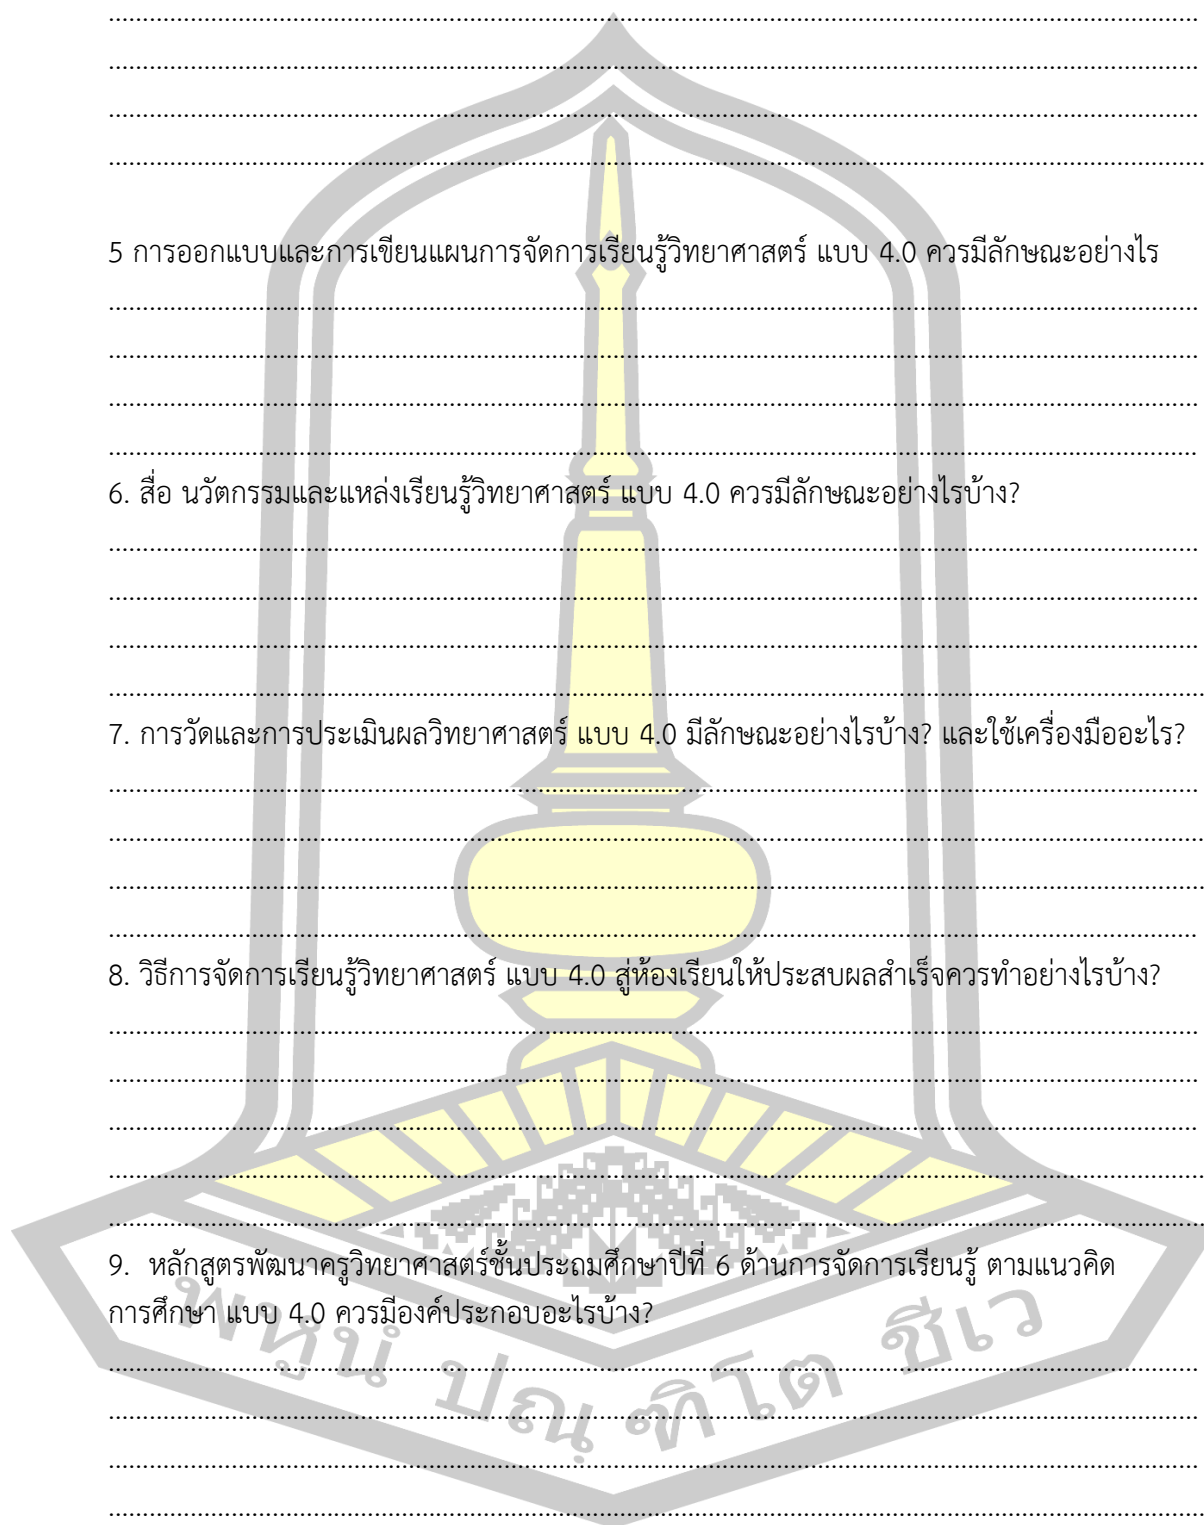 5 การออกแบบและการเขียนแผนการจัดการเรียนรู้วิทยาศาสตร์ แบบ 4.0 ควรมีลักษณะอย่างไร
6. สื่อ นวัตกรรมและแหล่งเรียนรู้วิทยาศาสตร์ แบบ 4.0 ควรมีลักษณะอย่างไรบ้าง?
7. การวัดและการประเมินผลวิทยาศาสตร์ แบบ 4.0 มีลักษณะอย่างไรบ้าง? และใช้เครื่องมืออะไร?
8. วิธีการจัดการเรียนรู้วิทยาศาสตร์ แบบ 4.0 สู่ห้องเรียนให้ประสบผลสำเร็จควรทำอย่างไรบ้าง?
9. หลักสูตรพัฒนาครูวิทยาศาสตร์ชั้นประถมศึกษาปีที่ 6 ด้านการจัดการเรียนรู้ ตามแนวคิด
การศึกษา แบบ 4.0 ควรมีองค์ประกอบอะไรบ้าง?
พหูนํ ปณฺฑิโต ชีเว